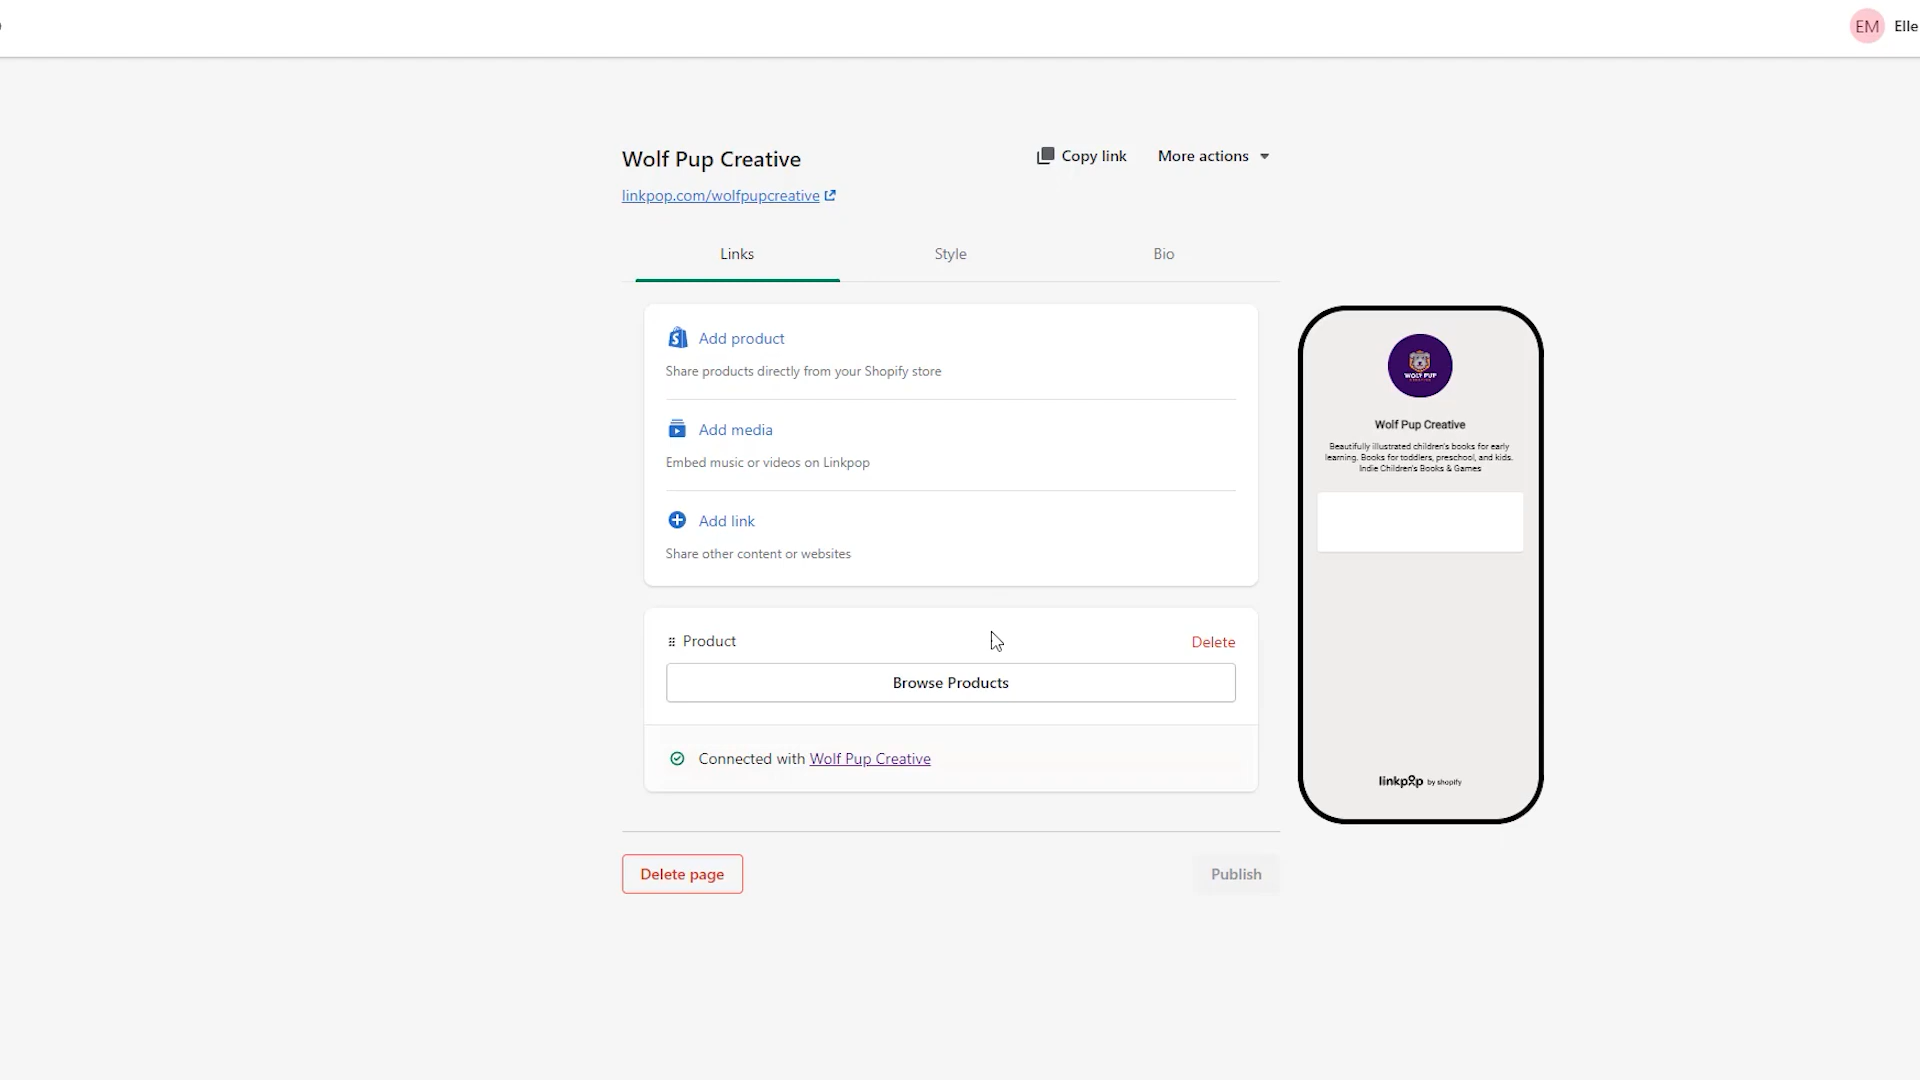 EM Elle
Wolf Pup Creative
Copy link
More actions
linkpop.com/wolfpupcreative
Links
Style
Bio
Add product
Share products directly from your Shopify store
Add media
Embed music or videos on Linkpop
Add link
Share other content or websites
Product
Delete
Browse Products
Connected with Wolf Pup Creative
Delete page
Publish
WOLF PUP
Wolf Pup Creative
Beautifully illustrated children's books for early
learning. Books for toddlers, preschool, and kids.
Indie Children's Books & Games
linkpop by shopify